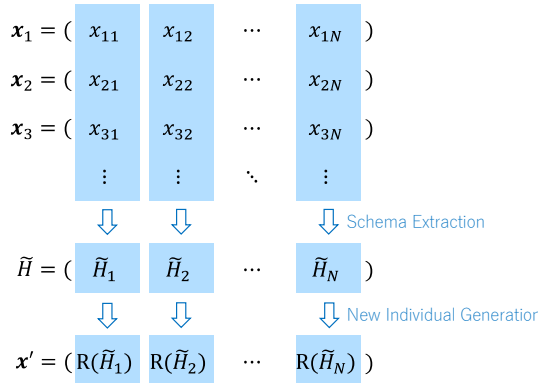 𝒙₁ = ( x₁₁ x₁₂ ⋯ x₁N )
𝒙₂ = ( x₂₁ x₂₂ ⋯ x₂N )
𝒙₃ = ( x₃₁ x₃₂ ⋯ x₃N )
⋮ ⋮ ⋱ ⋮
Schema Extraction
H̃ = ( H̃₁ H̃₂ ⋯ H̃N )
New Individual Generation
𝒙′ = ( R(H̃₁) R(H̃₂) ⋯ R(H̃N) )